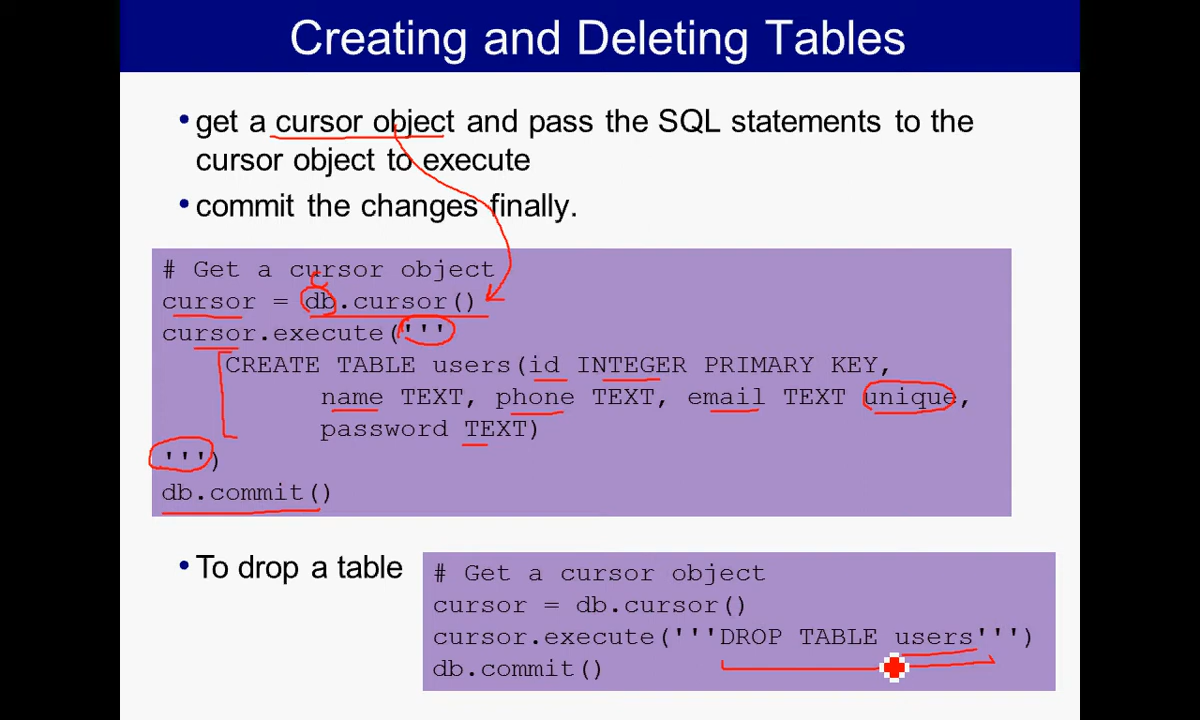 Creating and Deleting Tables
• get a cursor object and pass the SQL statements to the
cursor object to execute
• commit the changes finally.
# Get a cursor object
cursor = db.cursor()
cursor.execute('''
CREATE TABLE users(id INTEGER PRIMARY KEY,
name TEXT, phone TEXT, email TEXT unique,
password TEXT)
''')
db.commit()
• To drop a table
# Get a cursor object
cursor = db.cursor()
cursor.execute('''DROP TABLE users''')
db.commit()